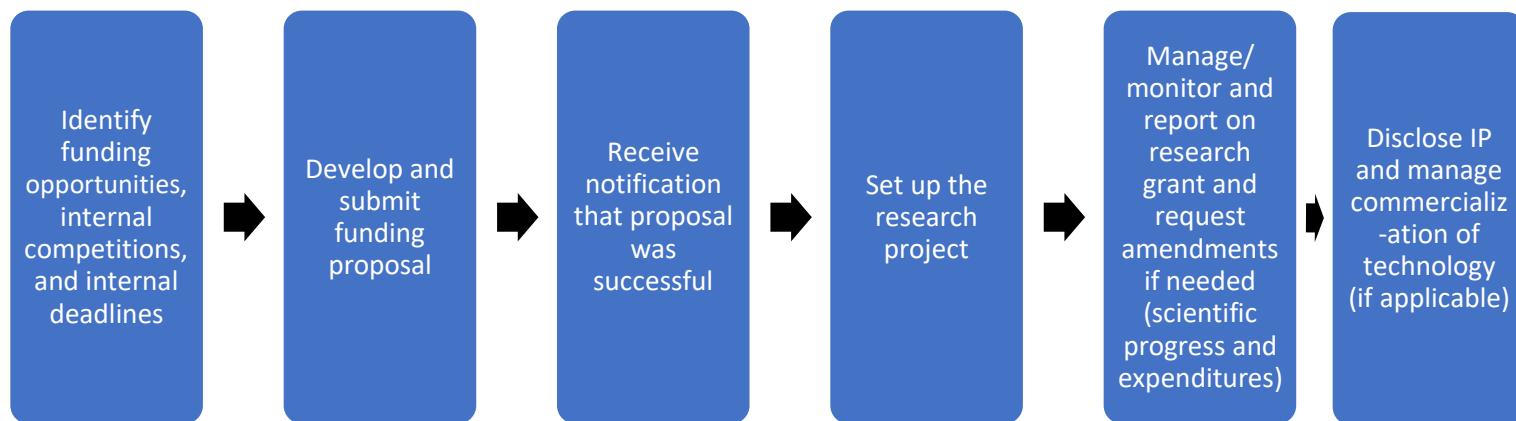 Identify
funding
opportunities,
internal
competitions,
and internal
deadlines
Develop and
submit
funding
proposal
Receive
notification
that proposal
was
successful
Set up the
research
project
Manage/
monitor and
report on
research
grant and
request
amendments
if needed
(scientific
progress and
expenditures)
Disclose IP
and manage
commercializ
-ation of
technology
(if applicable)